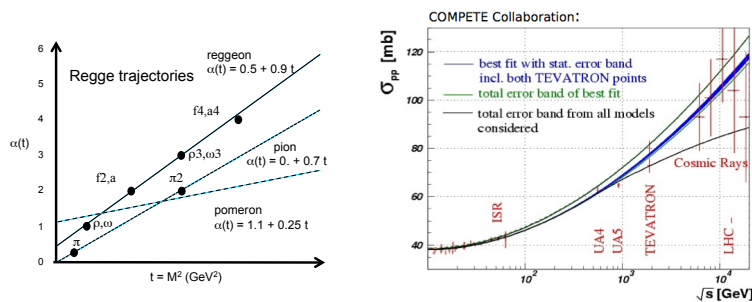 Regge trajectories
reggeon
α(t) = 0.5 + 0.9 t
f4,a4
ρ3,ω3
pion
α(t) = 0. + 0.7 t
f2,a
π2
pomeron
α(t) = 1.1 + 0.25 t
ρ,ω
π
α(t)
6
5
4
3
2
1
0
t = M² (GeV²)
COMPETE Collaboration:
σpp [mb]
120
100
80
60
40
best fit with stat. error band
incl. both TEVATRON points
total error band of best fit
total error band from all models
considered
Cosmic Rays
ISR
UA4
UA5
TEVATRON
LHC
10²
10³
10⁴
√s [GeV]